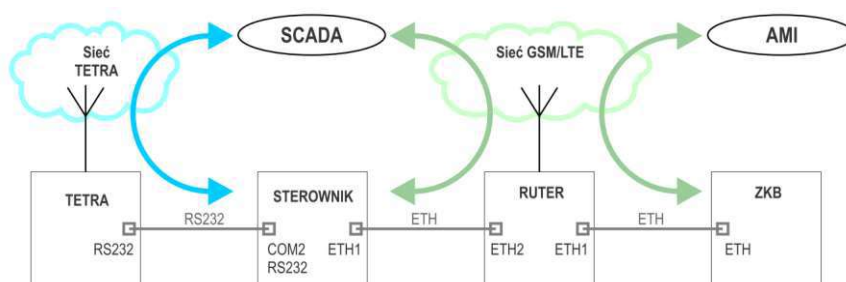 Sieć
TETRA
SCADA
Sieć GSM/LTE
AMI
TETRA
STEROWNIK
RUTER
ZKB
RS232
ETH
ETH
RS232
COM2
RS232
ETH1
ETH2
ETH1
ETH